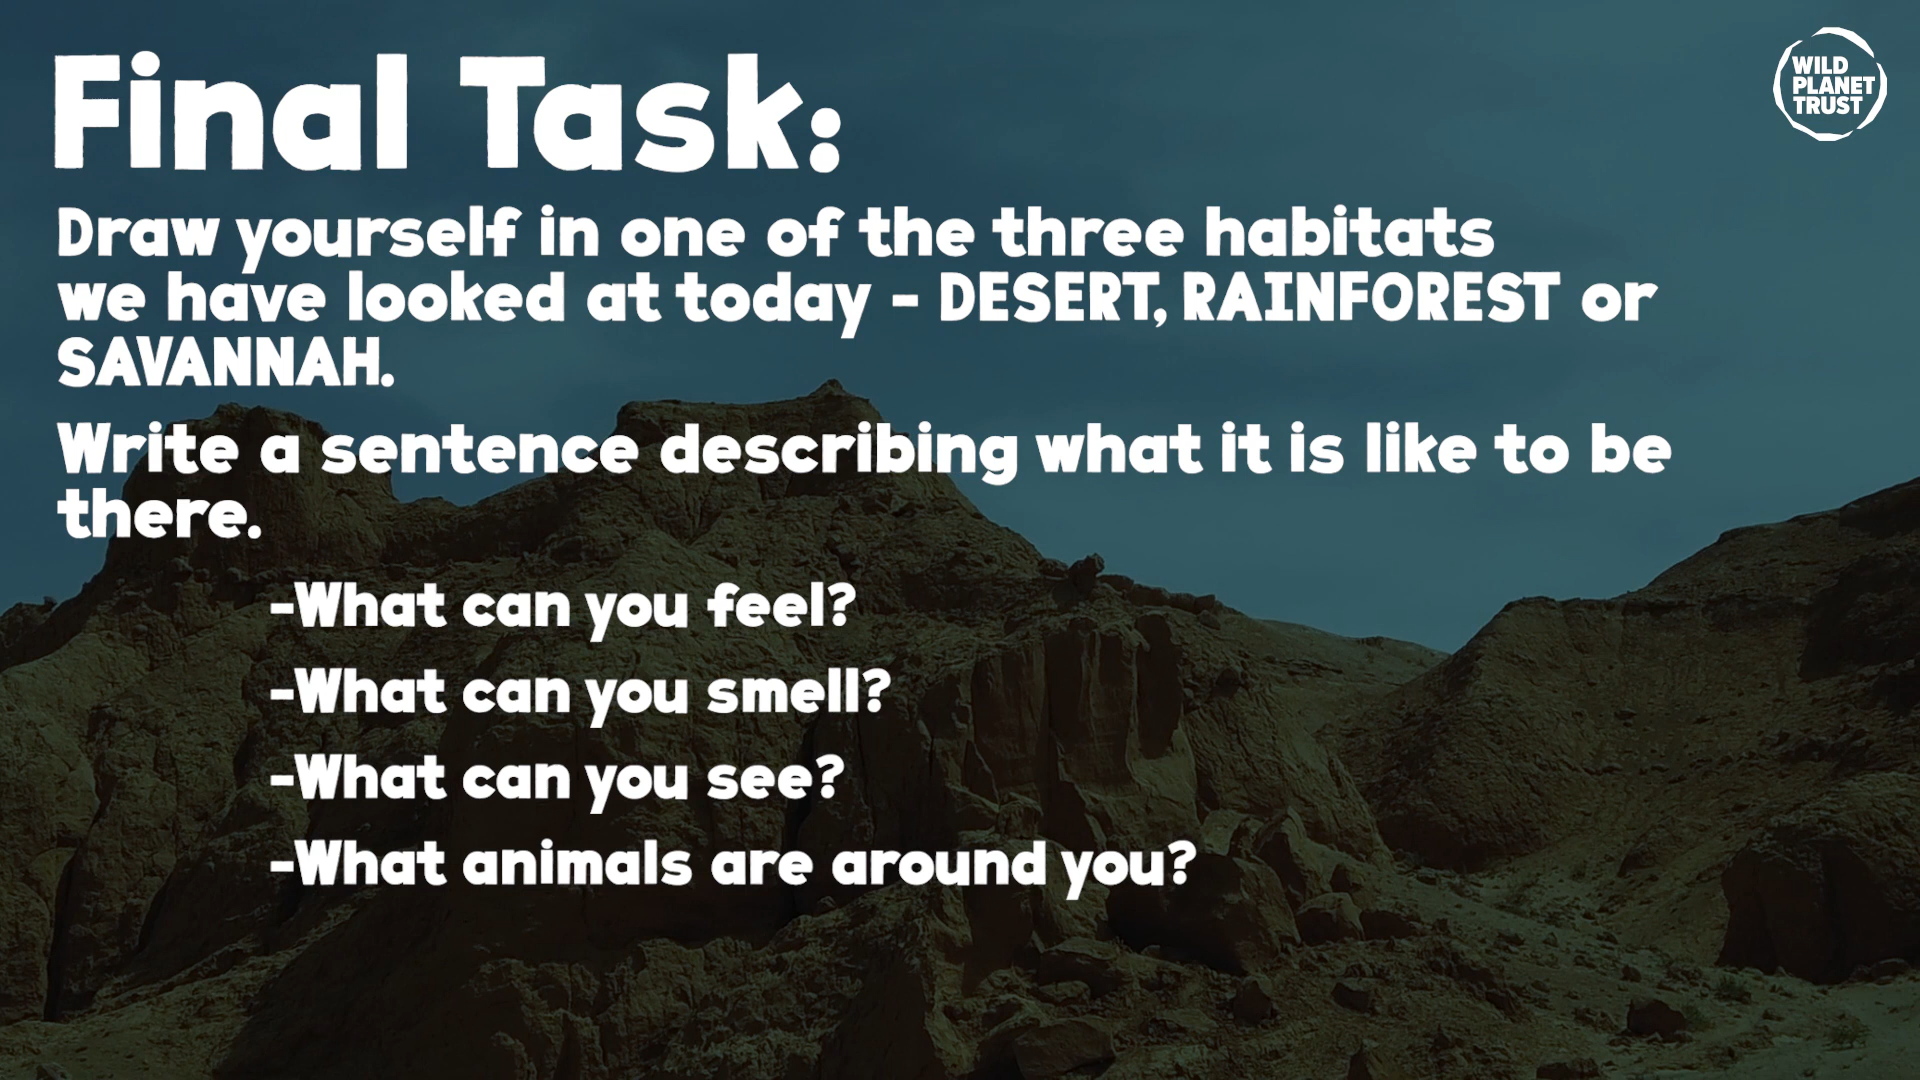 Final Task:
WILD
PLANET
TRUST
Draw yourself in one of the three habitats
we have looked at today - DESERT, RAINFOREST or
SAVANNAH.
Write a sentence describing what it is like to be
there.
-What can you feel?
-What can you smell?
-What can you see?
-What animals are around you?